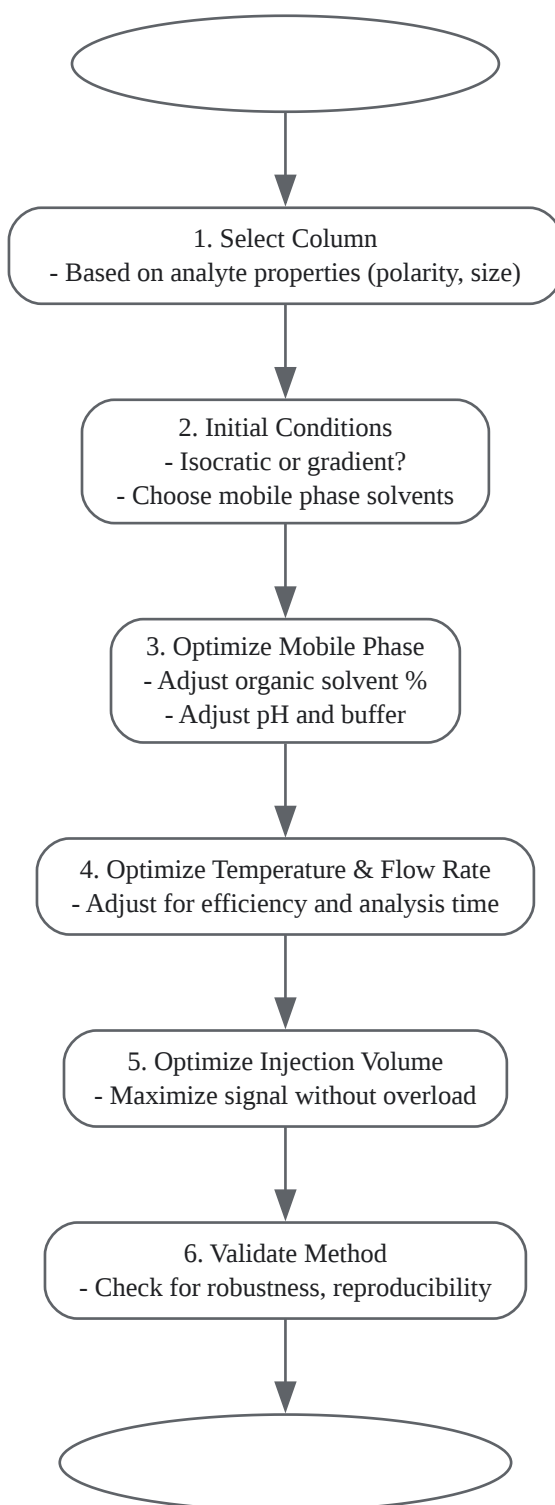 1. Select Column
- Based on analyte properties (polarity, size)
2. Initial Conditions
- Isocratic or gradient?
- Choose mobile phase solvents
3. Optimize Mobile Phase
- Adjust organic solvent %
- Adjust pH and buffer
4. Optimize Temperature & Flow Rate
- Adjust for efficiency and analysis time
5. Optimize Injection Volume
- Maximize signal without overload
6. Validate Method
- Check for robustness, reproducibility